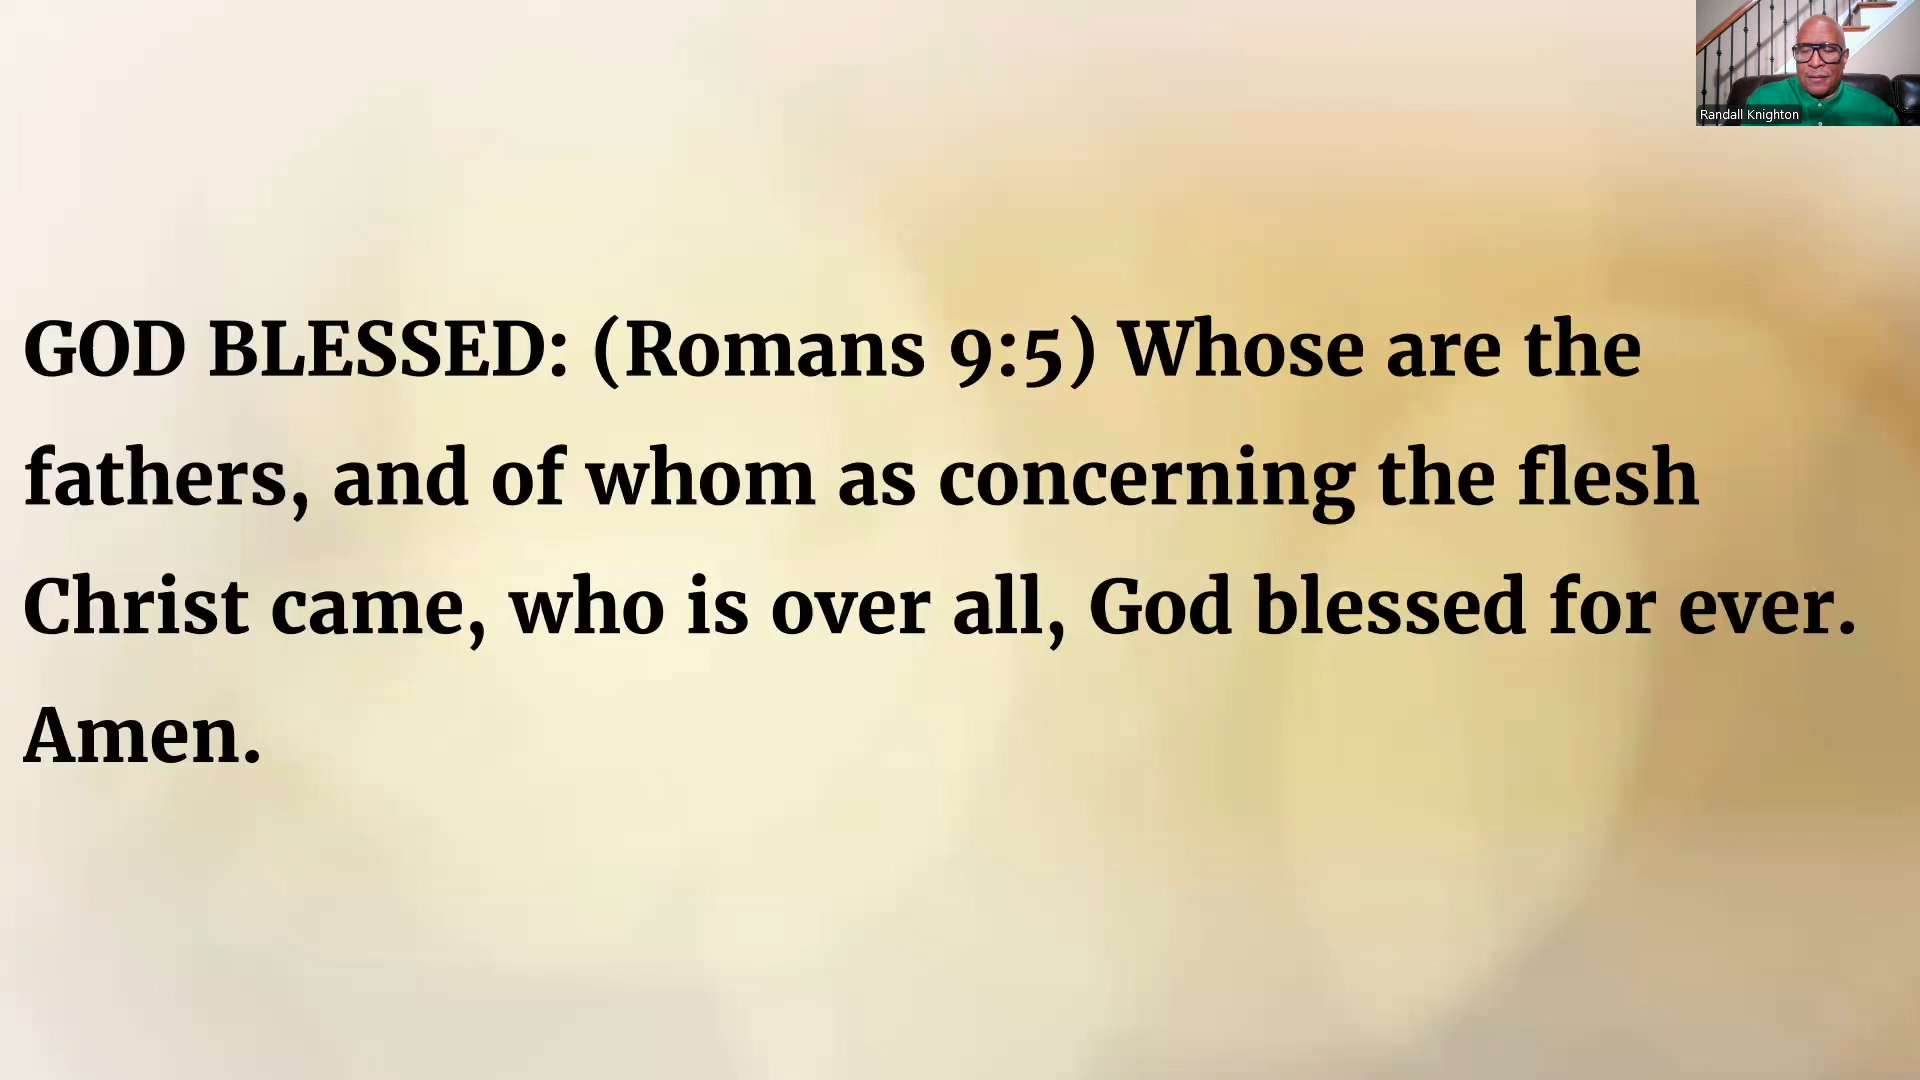 Randall Knighton
GOD BLESSED: (Romans 9:5) Whose are the
fathers, and of whom as concerning the flesh
Christ came, who is over all, God blessed for ever.
Amen.